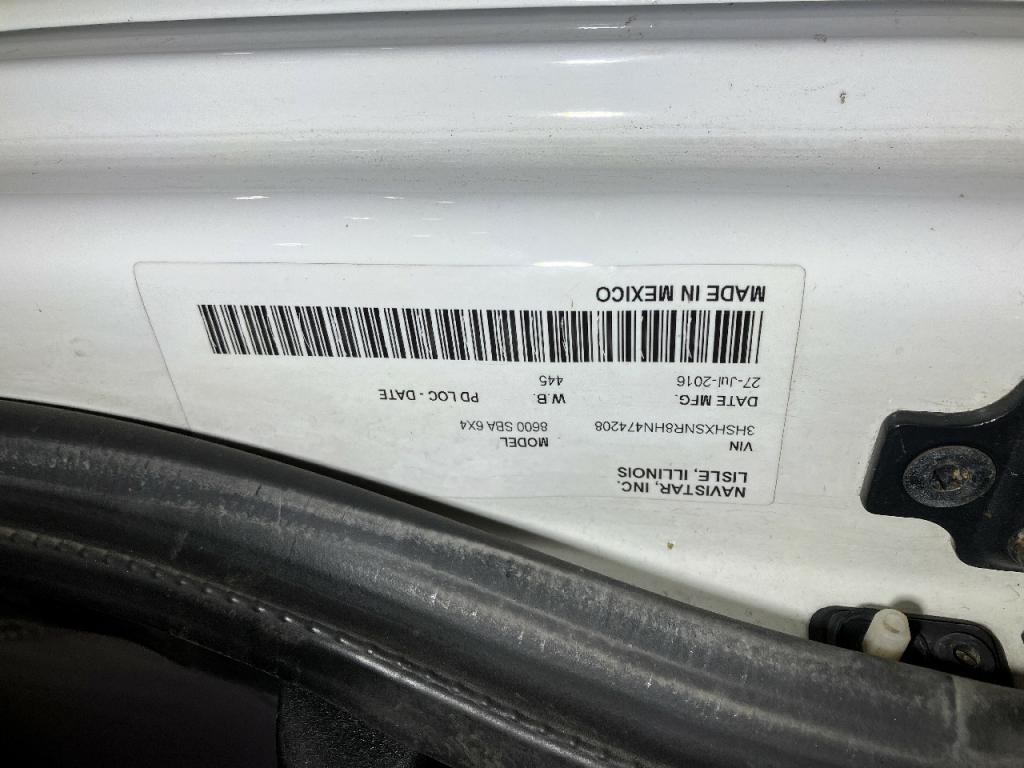 NAVISTAR, INC.
LISLE, ILLINOIS
VIN MODEL
3HSHXSNR8HN474208 8600 SBA 6X4
DATE MFG. W.B. PD LOC - DATE
27-Jul-2016 445
MADE IN MEXICO